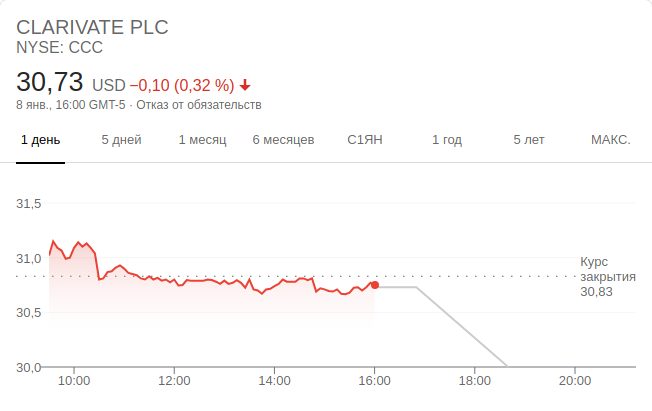 CLARIVATE PLC
NYSE: CCC
30,73 USD −0,10 (0,32 %)
8 янв., 16:00 GMT-5 · Отказ от обязательств
1 день 5 дней 1 месяц 6 месяцев С1ЯН 1 год 5 лет МАКС.
31,5
31,0
Курс
закрытия
30,83
30,5
30,0
10:00 12:00 14:00 16:00 18:00 20:00